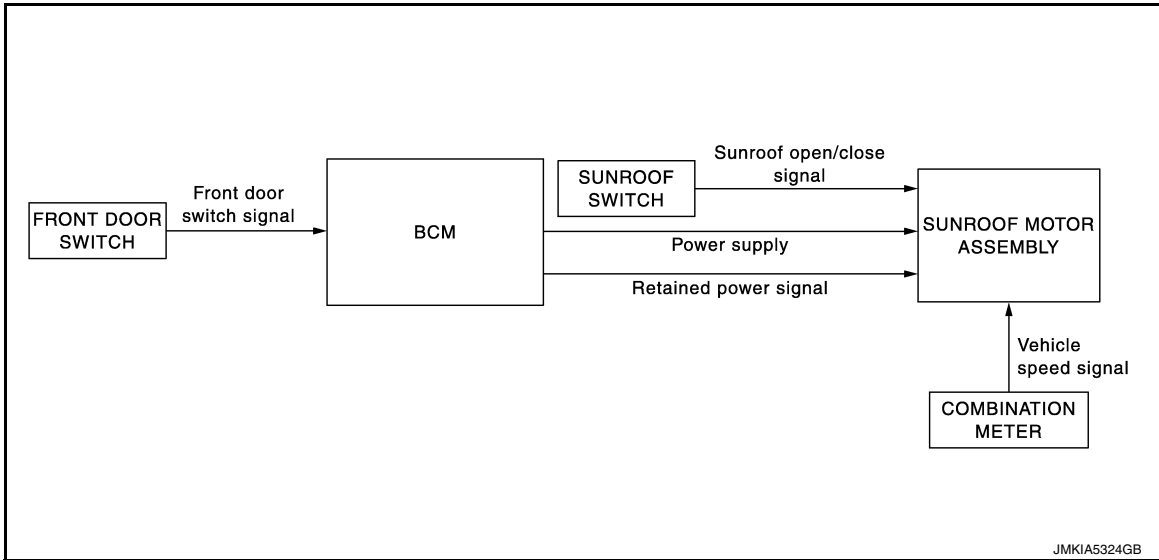 Front door
switch signal
FRONT DOOR
SWITCH
BCM
SUNROOF
SWITCH
Sunroof open/close
signal
Power supply
Retained power signal
SUNROOF MOTOR
ASSEMBLY
Vehicle
speed signal
COMBINATION
METER
JMKIA5324GB